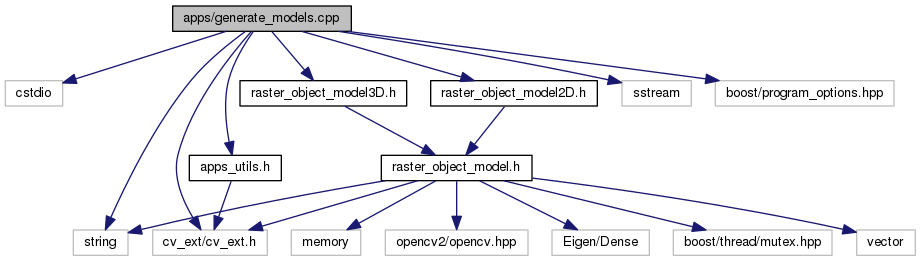 apps/generate_models.cpp
cstdio
raster_object_model3D.h
raster_object_model2D.h
sstream
boost/program_options.hpp
apps_utils.h
raster_object_model.h
string
cv_ext/cv_ext.h
memory
opencv2/opencv.hpp
Eigen/Dense
boost/thread/mutex.hpp
vector